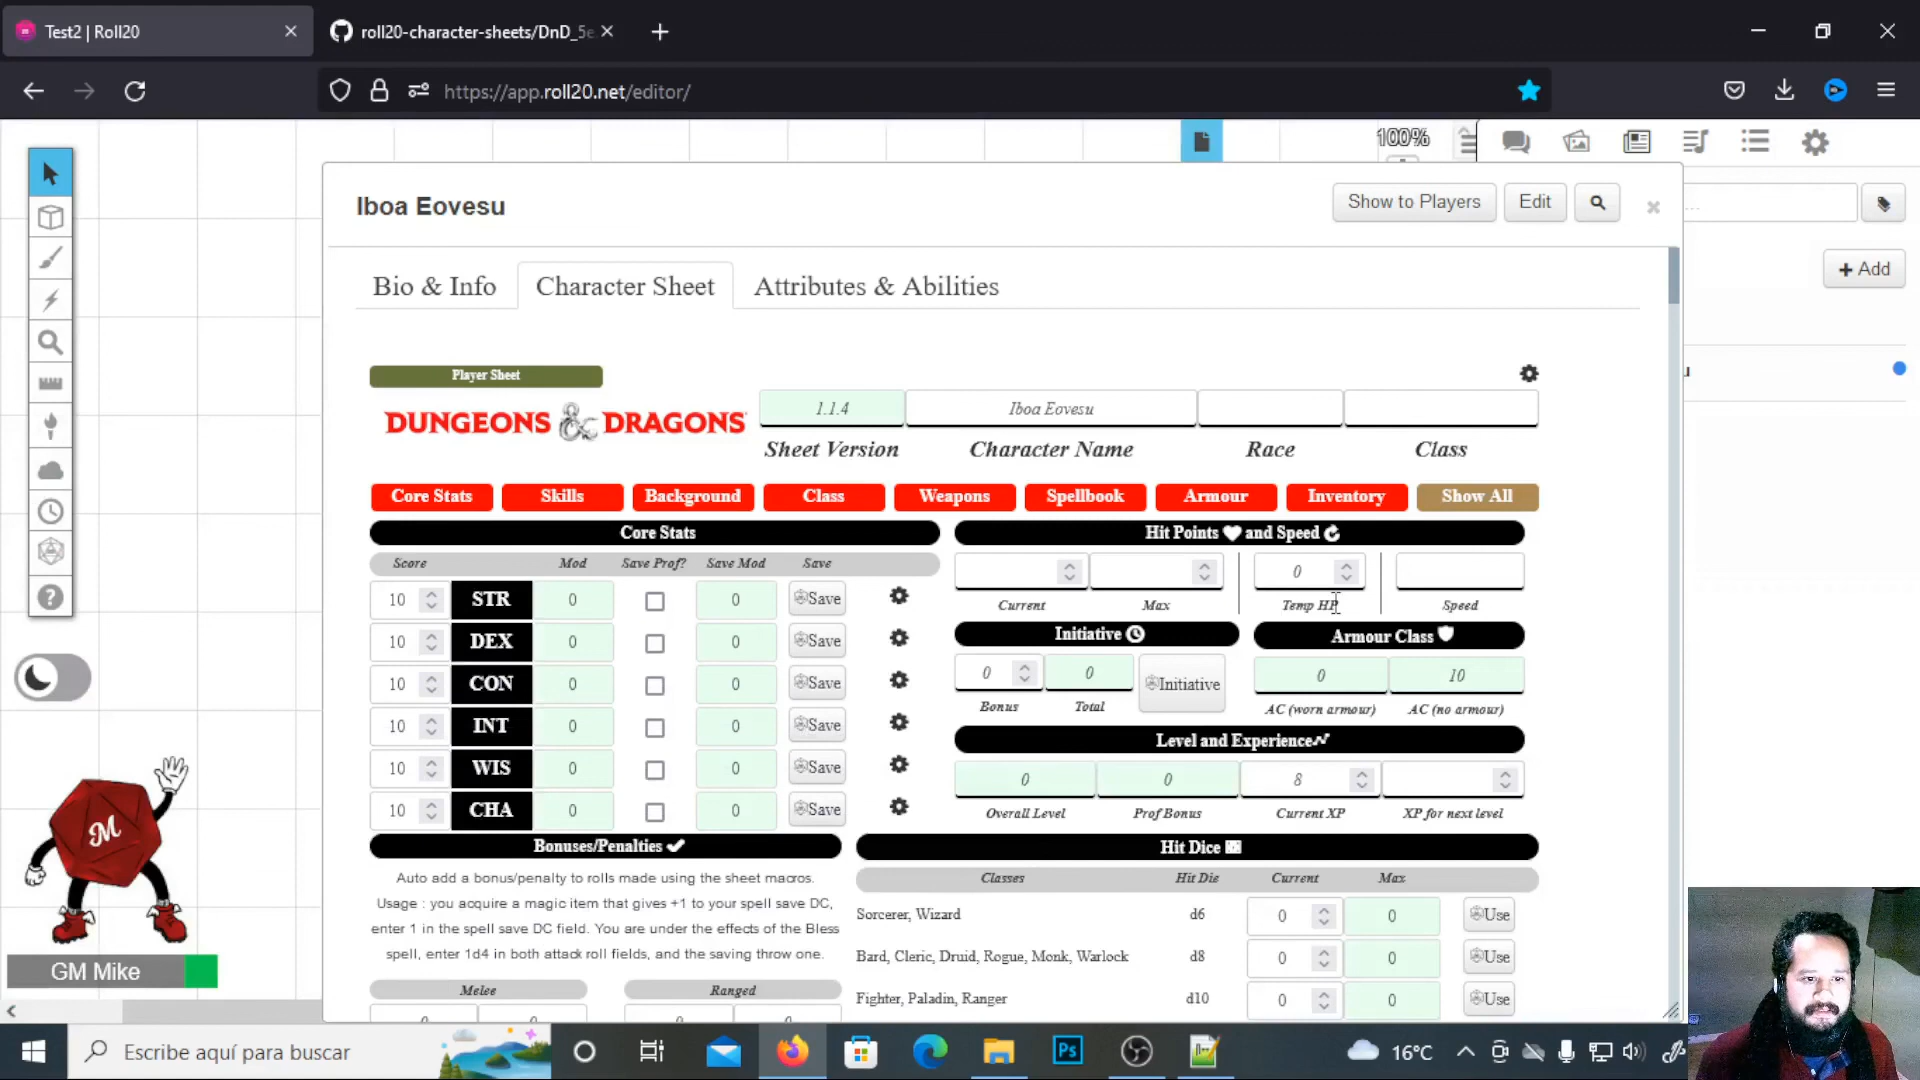 Test2 | Roll20
roll20-character-sheets/DnD_5e
https://app.roll20.net/editor/
100%
Iboa Eovesu
Show to Players
Edit
Add
Bio & Info
Character Sheet
Attributes & Abilities
Player Sheet
DUNGEONS & DRAGONS
1.1.4
Iboa Eovesu
Sheet Version
Character Name
Race
Class
Core Stats
Skills
Background
Class
Weapons
Spellbook
Armour
Inventory
Show All
Core Stats
Score
Mod
Save Prof?
Save Mod
Save
10 STR 0 0 Save
10 DEX 0 0 Save
10 CON 0 0 Save
10 INT 0 0 Save
10 WIS 0 0 Save
10 CHA 0 0 Save
Hit Points and Speed
0
Current
Max
Temp HP
Speed
Initiative
0 0 Initiative
Bonus
Total
Armour Class
0 10
AC (worn armour)
AC (no armour)
Level and Experience
0 0 8
Overall Level
Prof Bonus
Current XP
XP for next level
Bonuses/Penalties
Auto add a bonus/penalty to rolls made using the sheet macros.
Usage : you acquire a magic item that gives +1 to your spell save DC,
enter 1 in the spell save DC field. You are under the effects of the Bless
spell, enter 1d4 in both attack roll fields, and the saving throw one.
Melee
Ranged
Hit Dice
Classes
Hit Die
Current
Max
Sorcerer, Wizard d6 0 0 Use
Bard, Cleric, Druid, Rogue, Monk, Warlock d8 0 0 Use
Fighter, Paladin, Ranger d10 0 0 Use
M
GM Mike
Escribe aquí para buscar
Ps
16°C